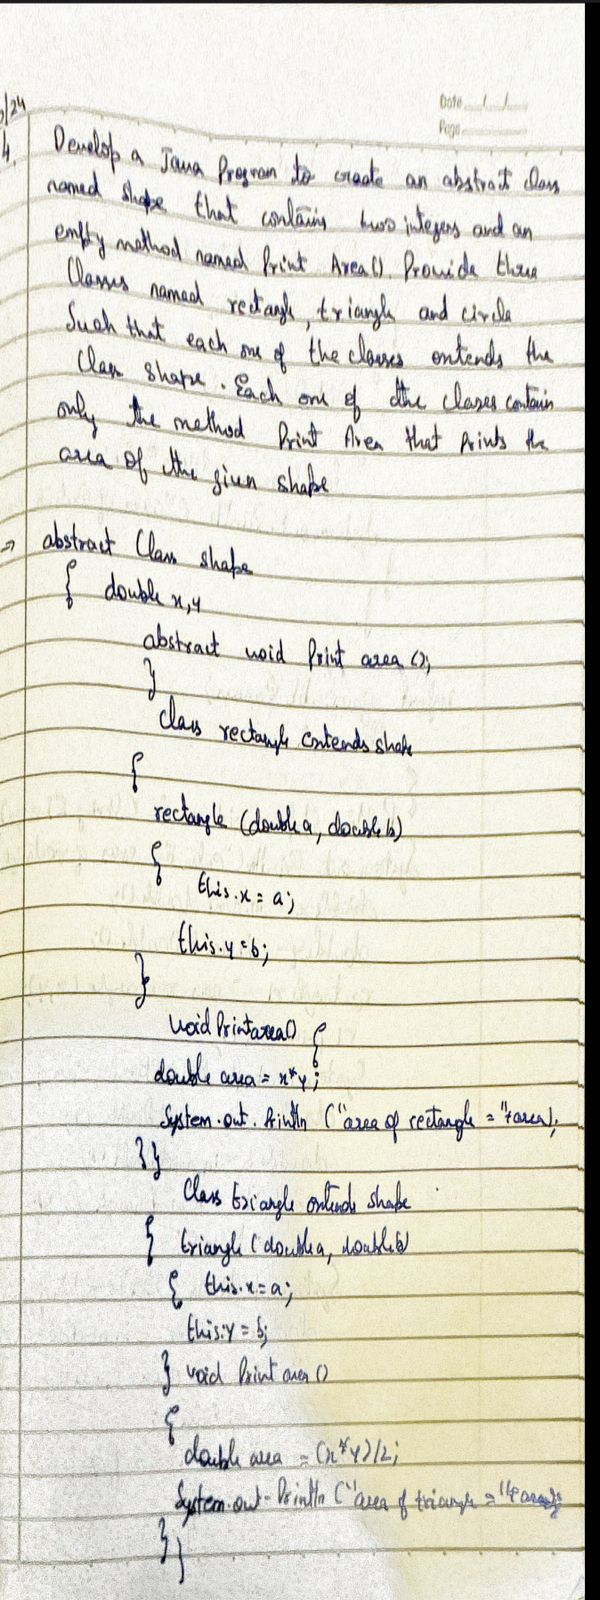 Date / /
Page
/24
4.
Develop a Java Program to create an abstract class
named shape that contains two integers and an
empty method named Print Area() Provide three
Classes named rectangle, triangle and circle
Such that each one of the classes extends the
Class shape. Each one of the classes contain
only the method Print Area that prints the
area of the given shape
⇒ abstract Class shape
{ double x,y
abstract void Print area ();
}
class rectangle extends shape
{
rectangle (double a, double b)
{
this.x = a;
this.y = b;
}
void Printarea() {
double area = x*y;
System.out.Println ("area of rectangle = "+area);
} }
Class triangle extends shape
{ triangle (double a, double b)
{ this.x = a;
this.y = b;
} void Print area ()
{
double area = (x*y)/2;
System.out.Println ("area of triangle = "+area);
} }